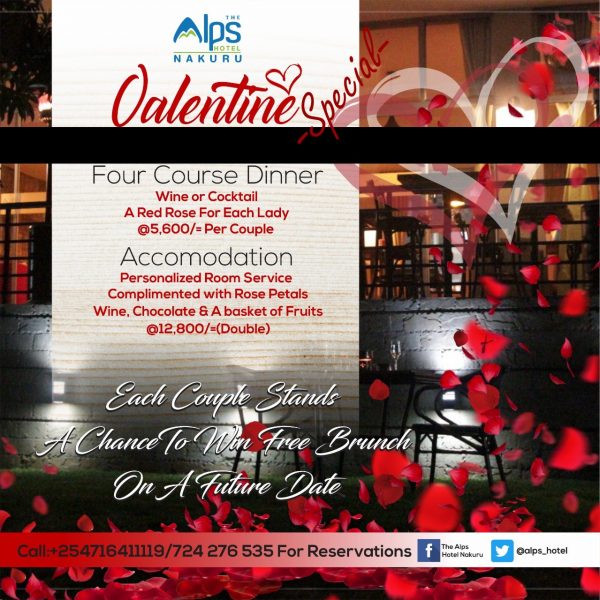 THE
Alps
HOTEL
NAKURU
Valentine
-Special-
Four Course Dinner
Wine or Cocktail
A Red Rose For Each Lady
@5,600/= Per Couple
Accomodation
Personalized Room Service
Complimented with Rose Petals
Wine, Chocolate & A basket of Fruits
@12,800/=(Double)
Each Couple Stands
A Chance To Win Free Brunch
On A Future Date
Call:+254716411119/724 276 535 For Reservations
The Alps
Hotel Nakuru
@alps_hotel